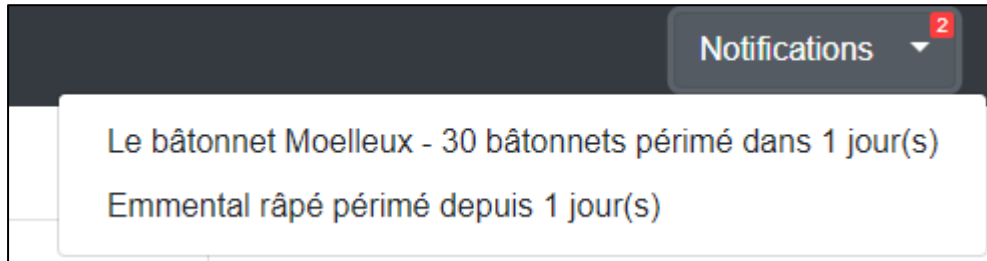 Notifications 2
Le bâtonnet Moelleux - 30 bâtonnets périmé dans 1 jour(s)
Emmental râpé périmé depuis 1 jour(s)